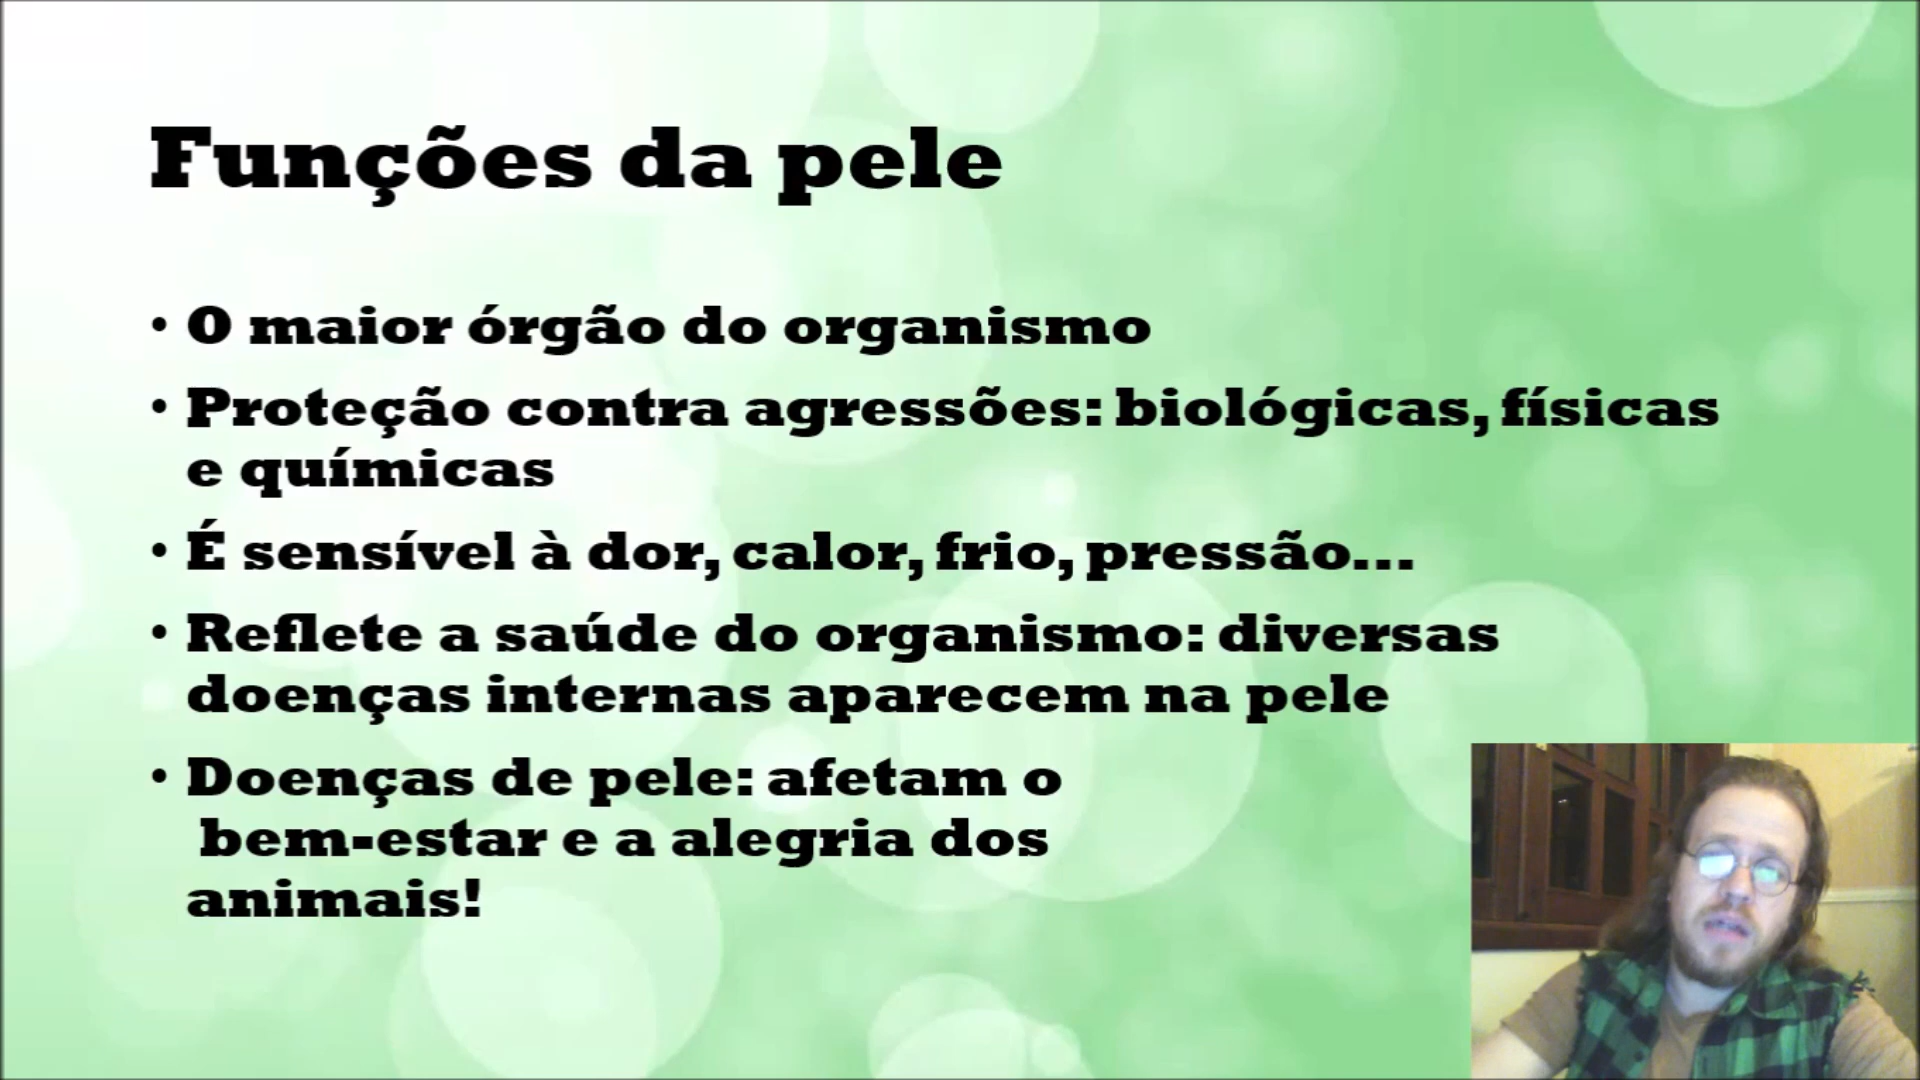 Funções da pele
• O maior órgão do organismo
• Proteção contra agressões: biológicas, físicas
e químicas
• É sensível à dor, calor, frio, pressão...
• Reflete a saúde do organismo: diversas
doenças internas aparecem na pele
• Doenças de pele: afetam o
bem-estar e a alegria dos
animais!